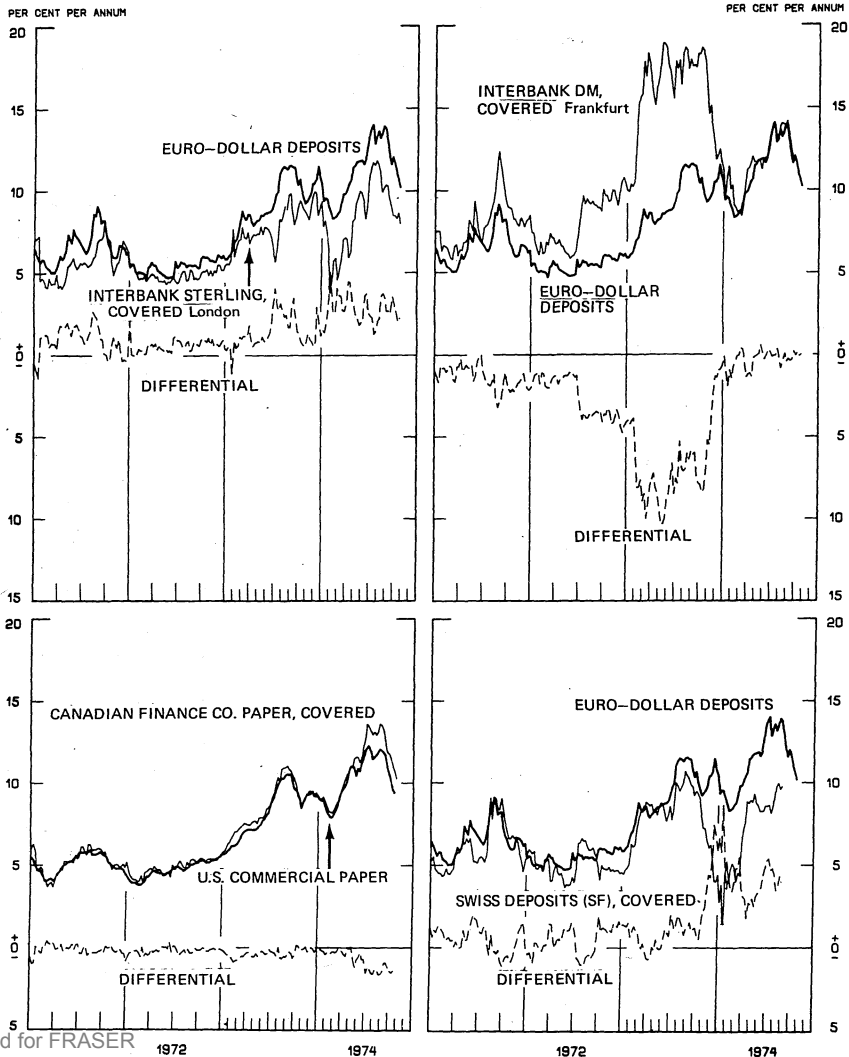 PER CENT PER ANNUM
PER CENT PER ANNUM
20
15
10
5
+
0
-
5
10
15
EURO-DOLLAR DEPOSITS
INTERBANK STERLING,
COVERED London
DIFFERENTIAL
20
15
10
5
+
0
-
5
10
15
INTERBANK DM,
COVERED Frankfurt
EURO-DOLLAR
DEPOSITS
DIFFERENTIAL
20
15
10
5
+
0
-
5
CANADIAN FINANCE CO. PAPER, COVERED
U.S. COMMERCIAL PAPER
DIFFERENTIAL
1972
1974
20
15
10
5
+
0
-
5
EURO-DOLLAR DEPOSITS
SWISS DEPOSITS (SF), COVERED
DIFFERENTIAL
1972
1974
d for FRASER